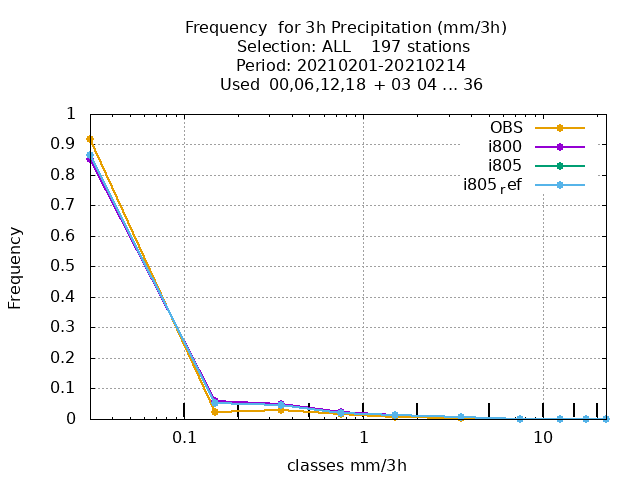 Frequency for 3h Precipitation (mm/3h)
Selection: ALL 197 stations
Period: 20210201-20210214
Used 00,06,12,18 + 03 04 ... 36
OBS
i800
i805
i805ref
1
0.9
0.8
0.7
0.6
0.5
0.4
0.3
0.2
0.1
0
Frequency
0.1 1 10
classes mm/3h